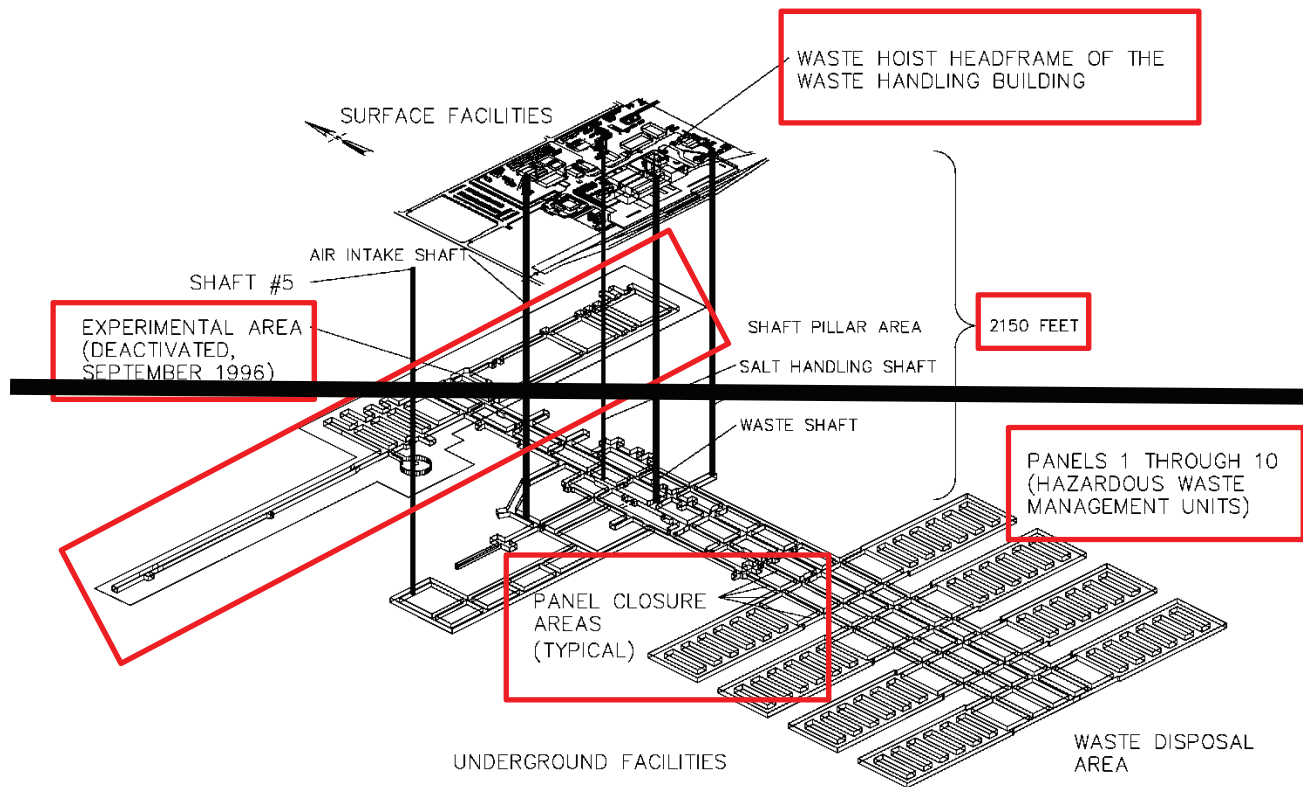 WASTE HOIST HEADFRAME OF THE
WASTE HANDLING BUILDING
SURFACE FACILITIES
AIR INTAKE SHAFT
SHAFT #5
EXPERIMENTAL AREA
(DEACTIVATED,
SEPTEMBER 1996)
SHAFT PILLAR AREA
2150 FEET
SALT HANDLING SHAFT
WASTE SHAFT
PANELS 1 THROUGH 10
(HAZARDOUS WASTE
MANAGEMENT UNITS)
PANEL CLOSURE
AREAS
(TYPICAL)
UNDERGROUND FACILITIES
WASTE DISPOSAL
AREA